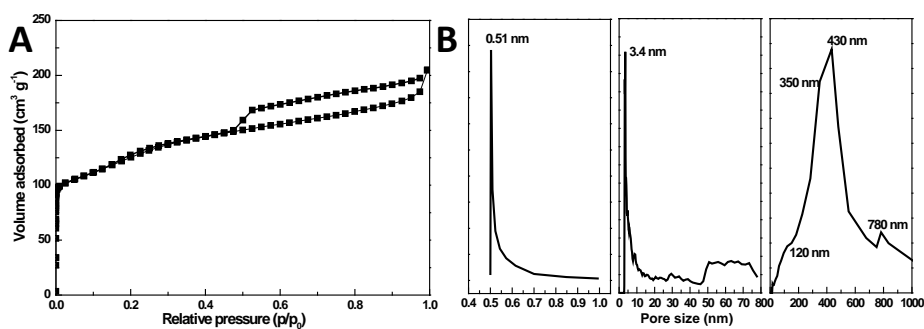 A
Volume adsorbed (cm³ g⁻¹)
250
200
150
100
50
0
0.0 0.2 0.4 0.6 0.8 1.0
Relative pressure (p/p₀)
B
0.51 nm
0.4 0.5 0.6 0.7 0.8 0.9 1.0
3.4 nm
0 10 20 30 40 50 60 70 80
430 nm
350 nm
780 nm
120 nm
0 200 400 600 800 1000
Pore size (nm)